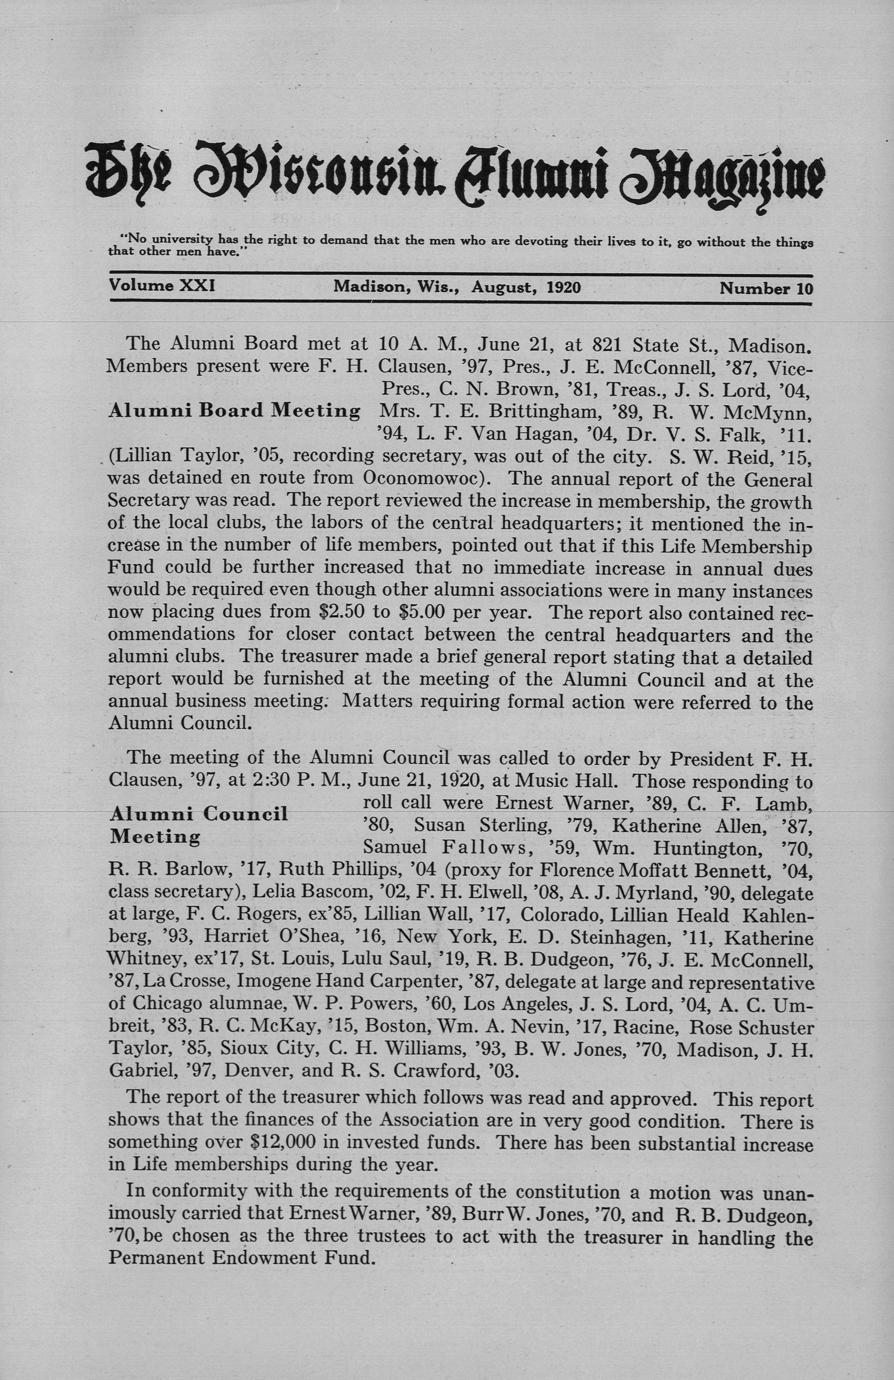 The Wisconsin Alumni Magazine
"No university has the right to demand that the men who are devoting their lives to it, go without the things
that other men have."
Volume XXI Madison, Wis., August, 1920 Number 10
The Alumni Board met at 10 A. M., June 21, at 821 State St., Madison.
Members present were F. H. Clausen, '97, Pres., J. E. McConnell, '87, Vice-
Pres., C. N. Brown, '81, Treas., J. S. Lord, '04,
Alumni Board Meeting Mrs. T. E. Brittingham, '89, R. W. McMynn,
'94, L. F. Van Hagan, '04, Dr. V. S. Falk, '11.
(Lillian Taylor, '05, recording secretary, was out of the city. S. W. Reid, '15,
was detained en route from Oconomowoc). The annual report of the General
Secretary was read. The report reviewed the increase in membership, the growth
of the local clubs, the labors of the central headquarters; it mentioned the in-
crease in the number of life members, pointed out that if this Life Membership
Fund could be further increased that no immediate increase in annual dues
would be required even though other alumni associations were in many instances
now placing dues from $2.50 to $5.00 per year. The report also contained rec-
ommendations for closer contact between the central headquarters and the
alumni clubs. The treasurer made a brief general report stating that a detailed
report would be furnished at the meeting of the Alumni Council and at the
annual business meeting. Matters requiring formal action were referred to the
Alumni Council.
The meeting of the Alumni Council was called to order by President F. H.
Clausen, '97, at 2:30 P. M., June 21, 1920, at Music Hall. Those responding to
roll call were Ernest Warner, '89, C. F. Lamb,
Alumni Council '80, Susan Sterling, '79, Katherine Allen, '87,
Meeting Samuel Fallows, '59, Wm. Huntington, '70,
R. R. Barlow, '17, Ruth Phillips, '04 (proxy for Florence Moffatt Bennett, '04,
class secretary), Lelia Bascom, '02, F. H. Elwell, '08, A. J. Myrland, '90, delegate
at large, F. C. Rogers, ex'85, Lillian Wall, '17, Colorado, Lillian Heald Kahlen-
berg, '93, Harriet O'Shea, '16, New York, E. D. Steinhagen, '11, Katherine
Whitney, ex'17, St. Louis, Lulu Saul, '19, R. B. Dudgeon, '76, J. E. McConnell,
'87, La Crosse, Imogene Hand Carpenter, '87, delegate at large and representative
of Chicago alumnae, W. P. Powers, '60, Los Angeles, J. S. Lord, '04, A. C. Um-
breit, '83, R. C. McKay, '15, Boston, Wm. A. Nevin, '17, Racine, Rose Schuster
Taylor, '85, Sioux City, C. H. Williams, '93, B. W. Jones, '70, Madison, J. H.
Gabriel, '97, Denver, and R. S. Crawford, '03.
The report of the treasurer which follows was read and approved. This report
shows that the finances of the Association are in very good condition. There is
something over $12,000 in invested funds. There has been substantial increase
in Life memberships during the year.
In conformity with the requirements of the constitution a motion was unan-
imously carried that Ernest Warner, '89, Burr W. Jones, '70, and R. B. Dudgeon,
'70, be chosen as the three trustees to act with the treasurer in handling the
Permanent Endowment Fund.